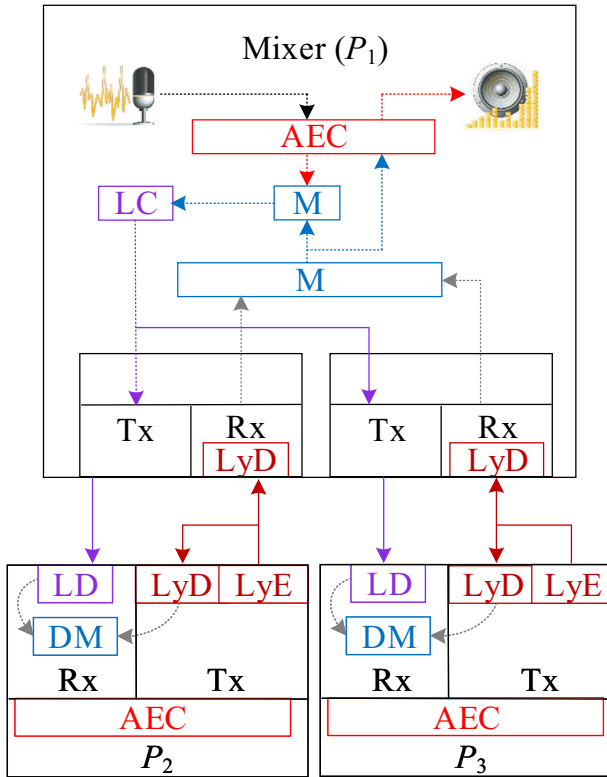 Mixer (P1)
AEC
LC M
M
Tx Rx Tx Rx
LyD LyD
LD LyD LyE LD LyD LyE
DM DM
Rx Tx Rx Tx
AEC AEC
P2 P3